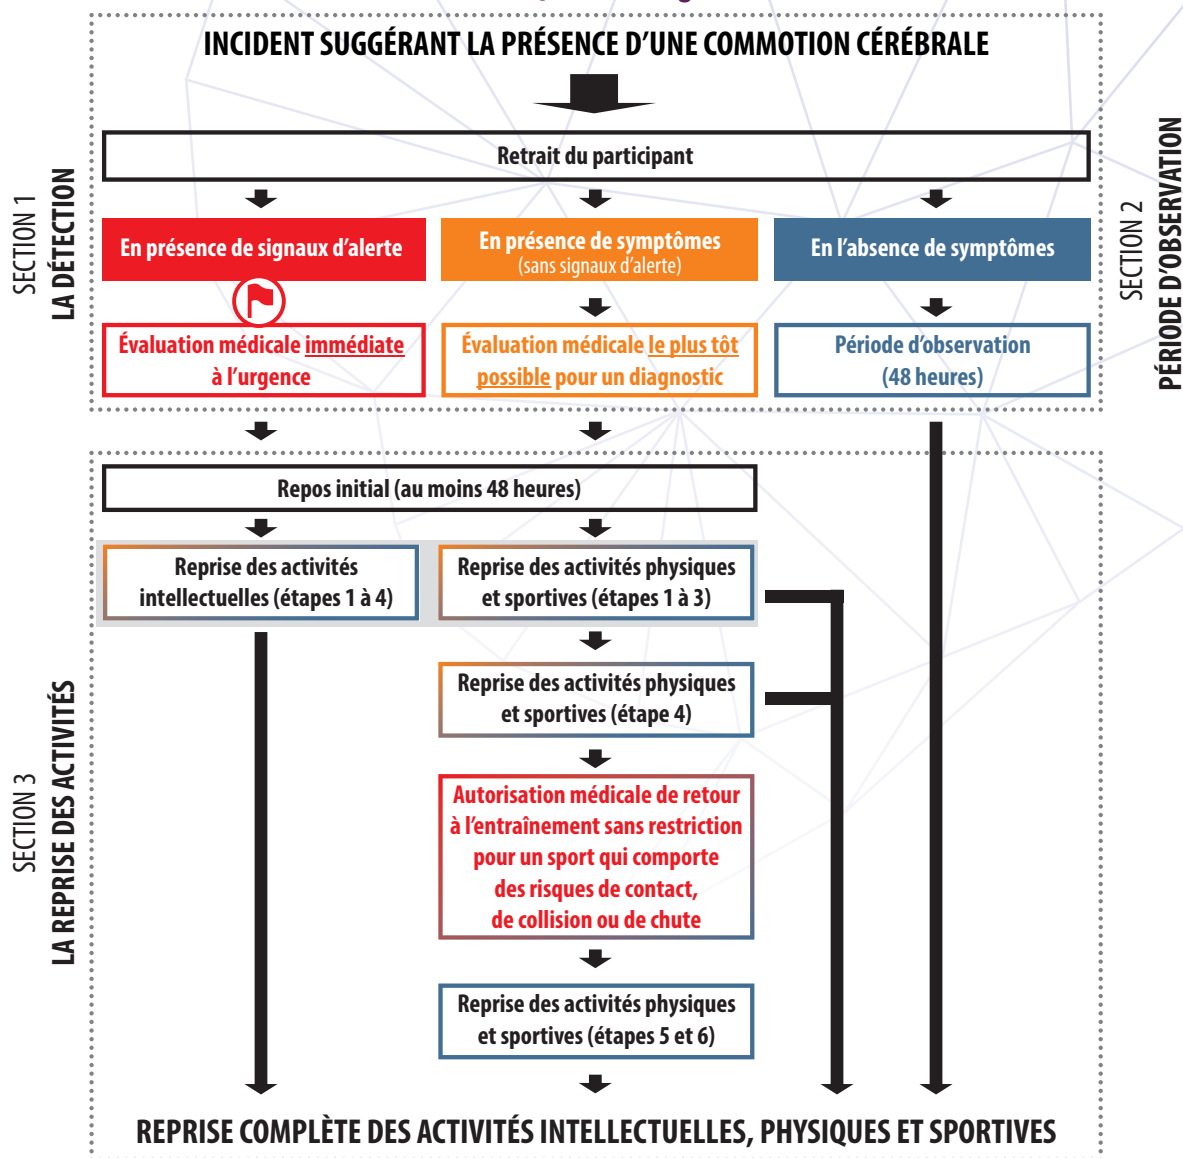 INCIDENT SUGGÉRANT LA PRÉSENCE D'UNE COMMOTION CÉRÉBRALE
Retrait du participant
SECTION 1
LA DÉTECTION
En présence de signaux d'alerte
En présence de symptômes
(sans signaux d'alerte)
En l'absence de symptômes
SECTION 2
PÉRIODE D'OBSERVATION
Évaluation médicale immédiate
à l'urgence
Évaluation médicale le plus tôt
possible pour un diagnostic
Période d'observation
(48 heures)
Repos initial (au moins 48 heures)
Reprise des activités
intellectuelles (étapes 1 à 4)
Reprise des activités physiques
et sportives (étapes 1 à 3)
Reprise des activités physiques
et sportives (étape 4)
SECTION 3
LA REPRISE DES ACTIVITÉS
Autorisation médicale de retour
à l'entraînement sans restriction
pour un sport qui comporte
des risques de contact,
de collision ou de chute
Reprise des activités physiques
et sportives (étapes 5 et 6)
REPRISE COMPLÈTE DES ACTIVITÉS INTELLECTUELLES, PHYSIQUES ET SPORTIVES